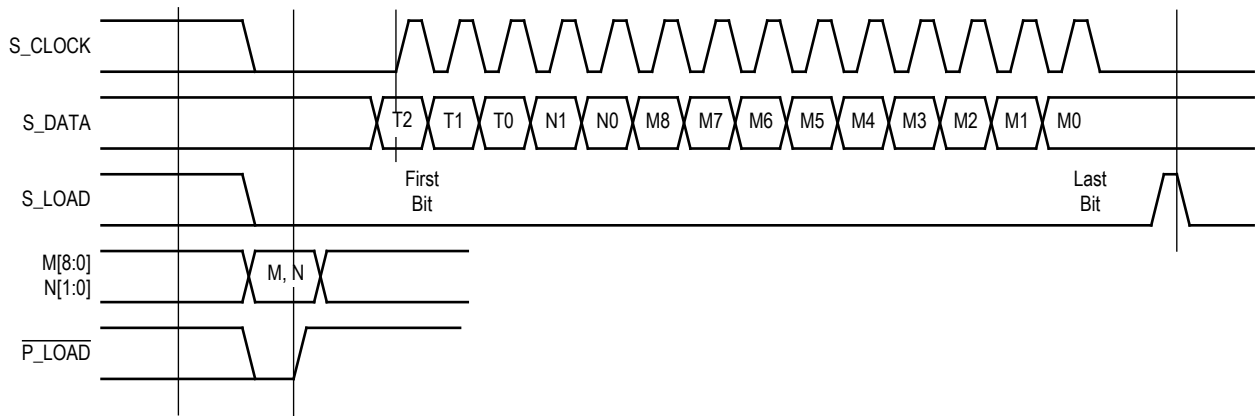 S_CLOCK
S_DATA
T2 T1 T0 N1 N0 M8 M7 M6 M5 M4 M3 M2 M1 M0
S_LOAD
First
Bit
Last
Bit
M[8:0]
N[1:0]
M, N
P_LOAD